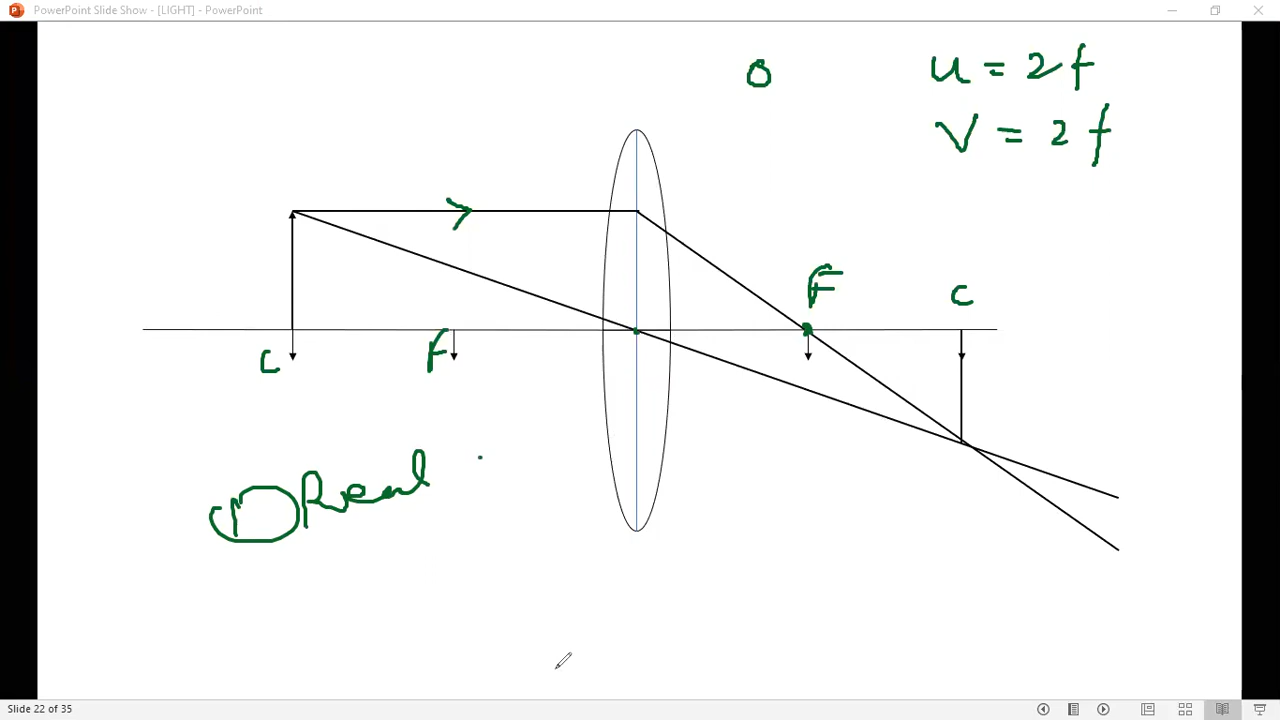 PowerPoint Slide Show - [LIGHT] - PowerPoint
O
u = 2f
v = 2f
F
C
C
F
Real
Slide 22 of 35